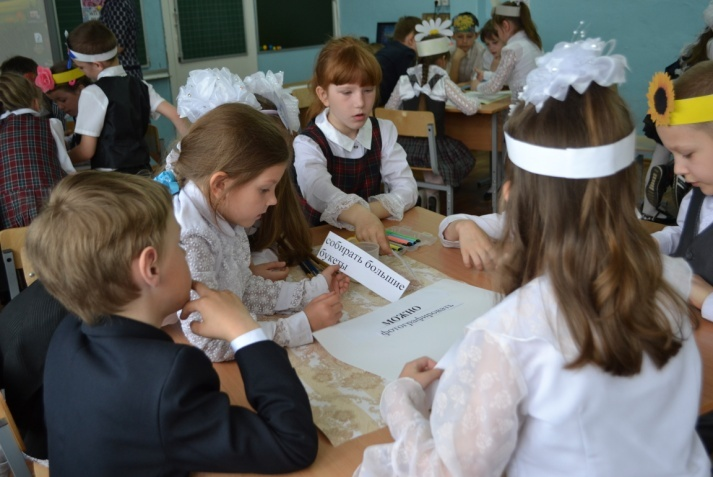 собирать большие
букеты
можно
фотографировать